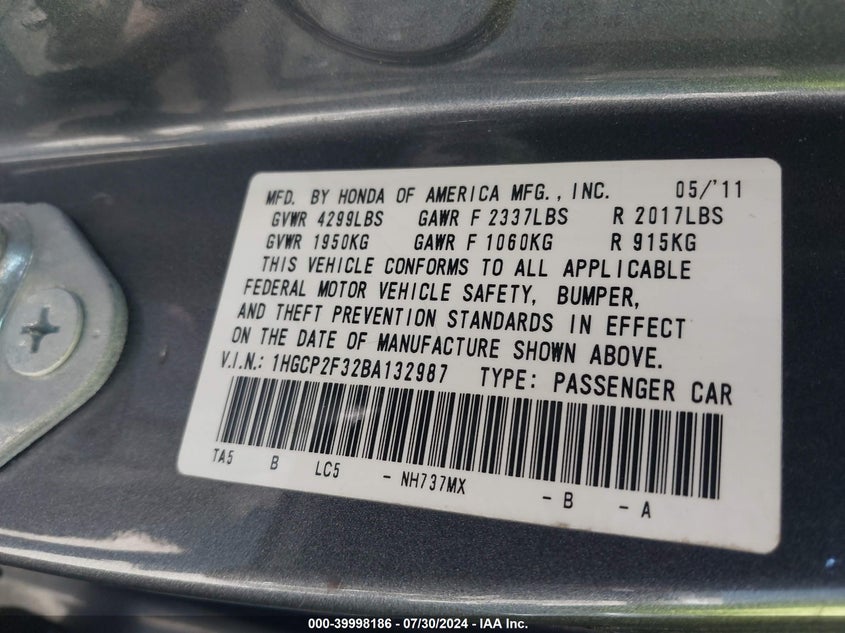 MFD. BY HONDA OF AMERICA MFG., INC. 05/'11
GVWR 4299LBS GAWR F 2337LBS R 2017LBS
GVWR 1950KG GAWR F 1060KG R 915KG
THIS VEHICLE CONFORMS TO ALL APPLICABLE
FEDERAL MOTOR VEHICLE SAFETY, BUMPER,
AND THEFT PREVENTION STANDARDS IN EFFECT
ON THE DATE OF MANUFACTURE SHOWN ABOVE.
V.I.N.: 1HGCP2F32BA132987 TYPE: PASSENGER CAR
TA5 B LC5 - NH737MX - B - A
000-39998186 - 07/30/2024 - IAA Inc.